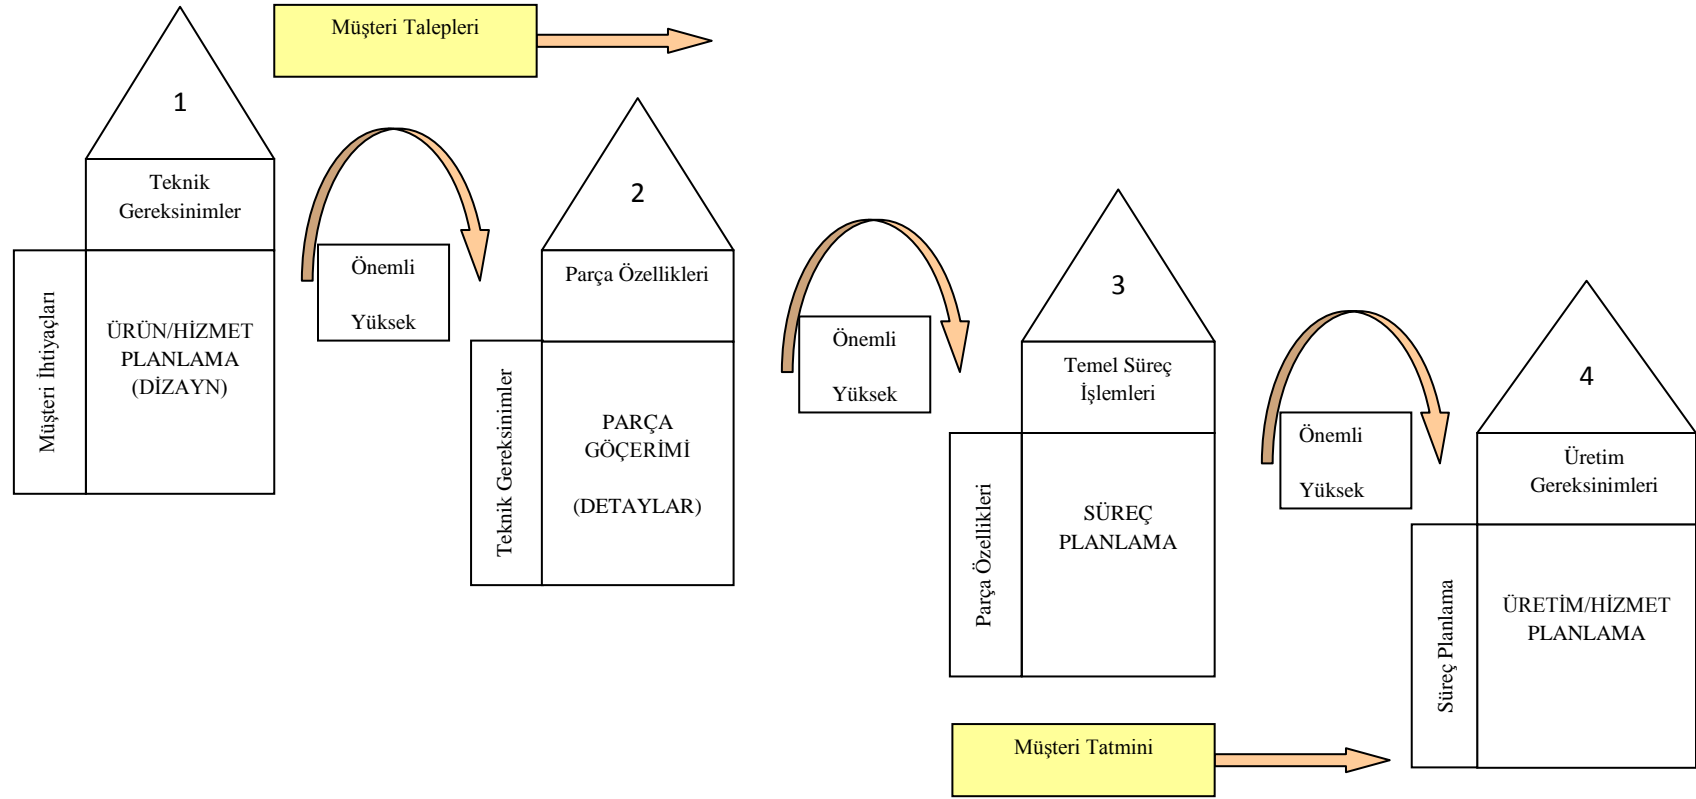 Müşteri Talepleri
1
Teknik
Gereksinimler
Müşteri İhtiyaçları
ÜRÜN/HİZMET
PLANLAMA
(DİZAYN)
Önemli
Yüksek
2
Parça Özellikleri
Teknik Gereksinimler
PARÇA
GÖÇERİMİ
(DETAYLAR)
Önemli
Yüksek
3
Temel Süreç
İşlemleri
Parça Özellikleri
SÜREÇ
PLANLAMA
Önemli
Yüksek
4
Üretim
Gereksinimleri
Süreç Planlama
ÜRETİM/HİZMET
PLANLAMA
Müşteri Tatmini